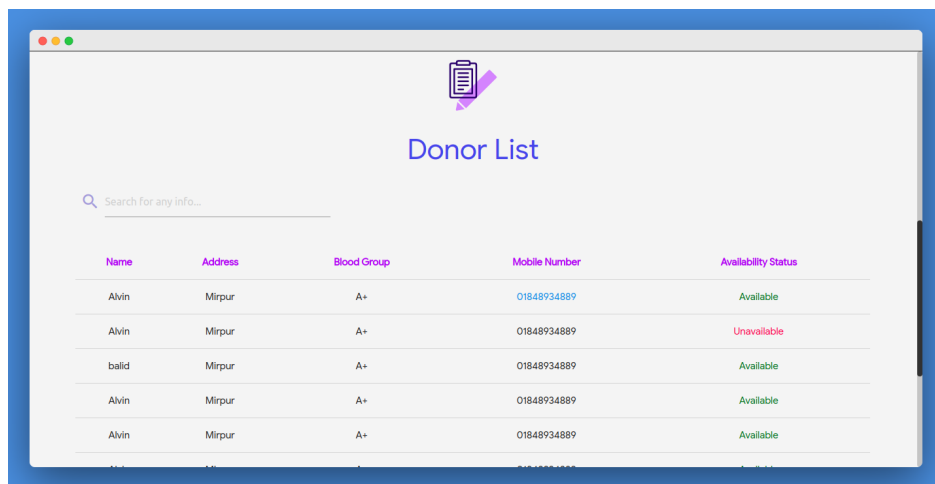 Donor List
Search for any info...
Name Address Blood Group Mobile Number Availability Status
Alvin Mirpur A+ 01848934889 Available
Alvin Mirpur A+ 01848934889 Unavailable
balid Mirpur A+ 01848934889 Available
Alvin Mirpur A+ 01848934889 Available
Alvin Mirpur A+ 01848934889 Available